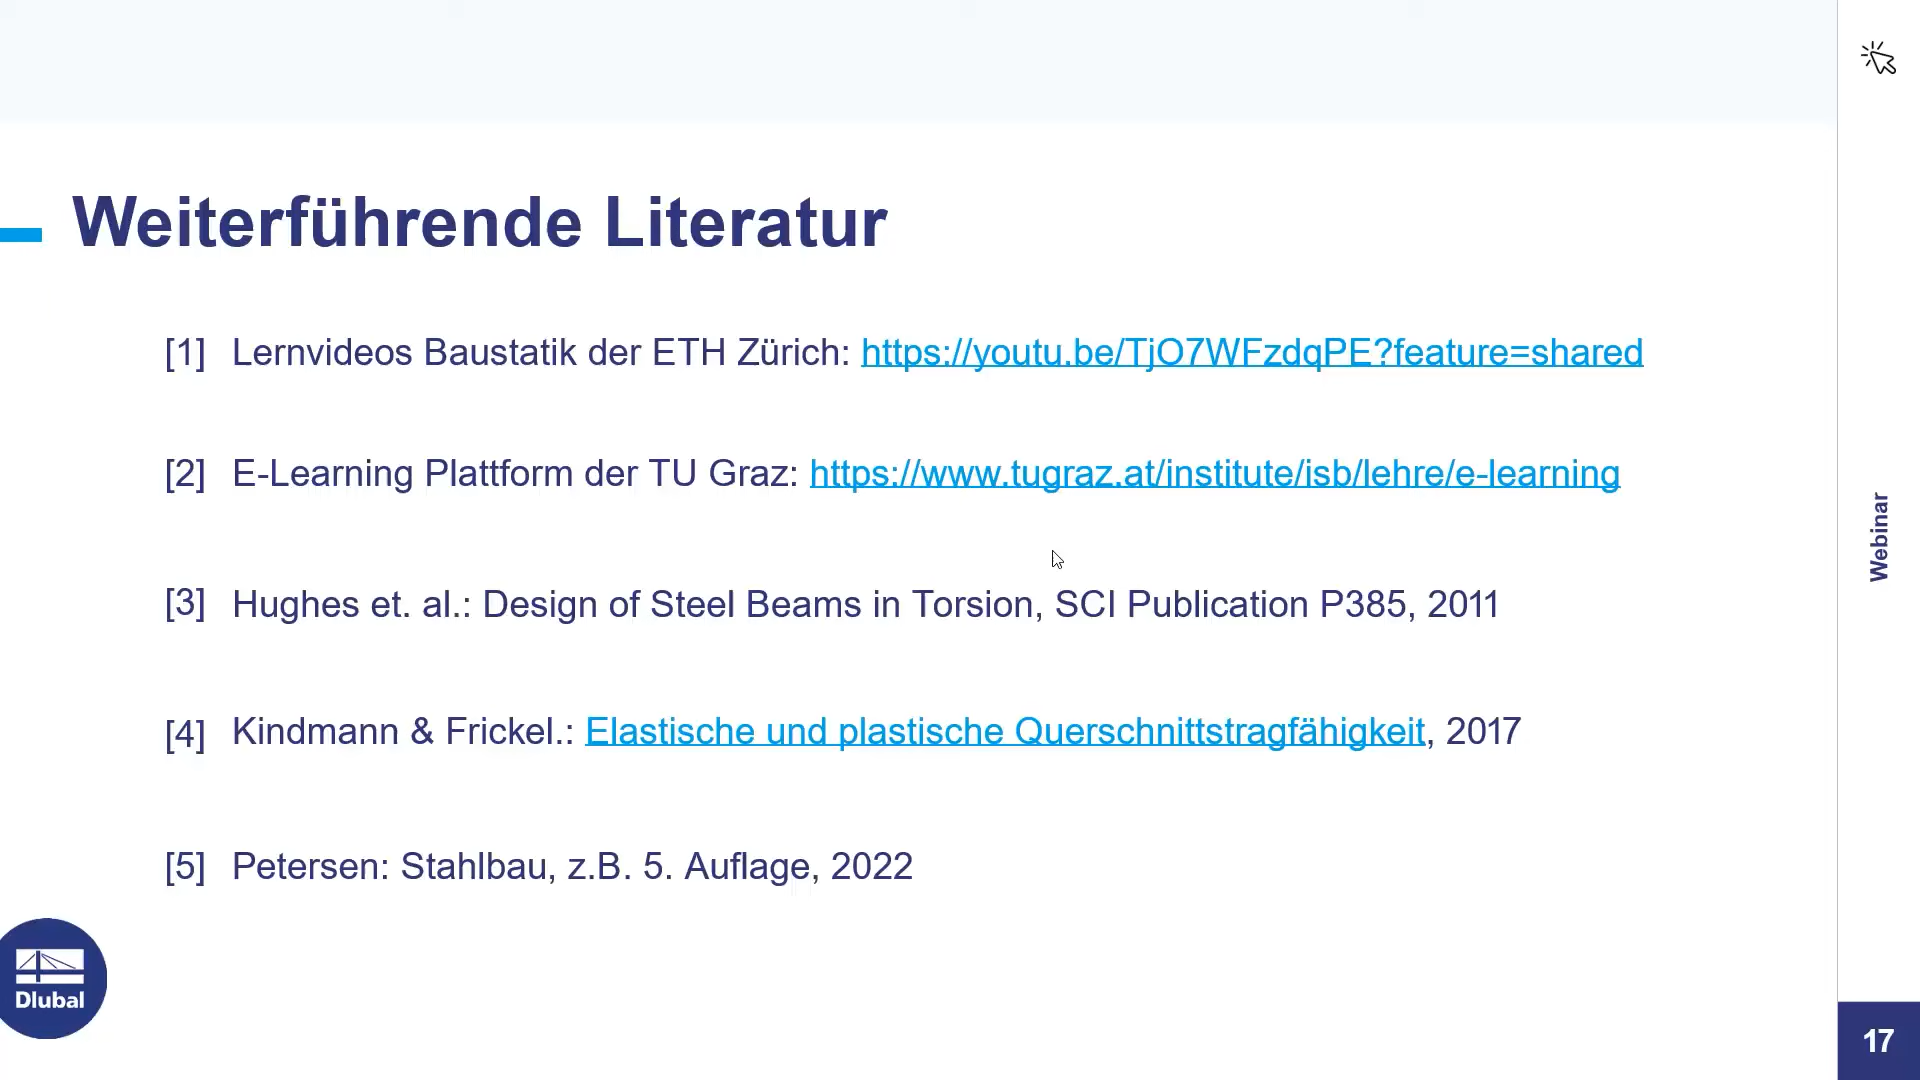 Weiterführende Literatur
[1] Lernvideos Baustatik der ETH Zürich: https://youtu.be/TjO7WFzdqPE?feature=shared
[2] E-Learning Plattform der TU Graz: https://www.tugraz.at/institute/isb/lehre/e-learning
[3] Hughes et. al.: Design of Steel Beams in Torsion, SCI Publication P385, 2011
[4] Kindmann & Frickel.: Elastische und plastische Querschnittstragfähigkeit, 2017
[5] Petersen: Stahlbau, z.B. 5. Auflage, 2022
Dlubal
Webinar
17